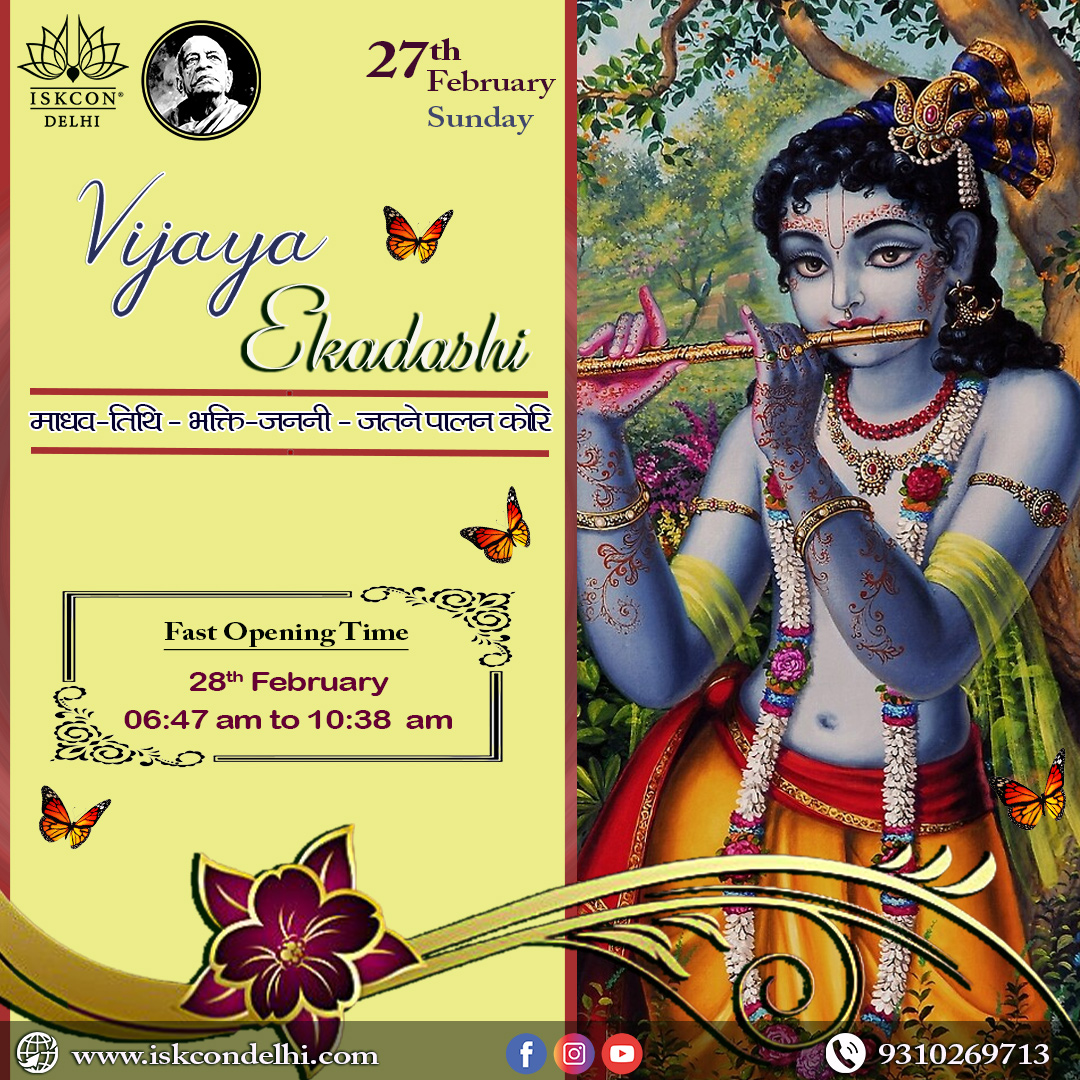 ISKCON®
DELHI
27th
February
Sunday
Vijaya
Ekadashi
माधव-तिथि - भक्ति-जननी - जतने पालन कोरि
Fast Opening Time
28th February
06:47 am to 10:38 am
www.iskcondelhi.com
9310269713